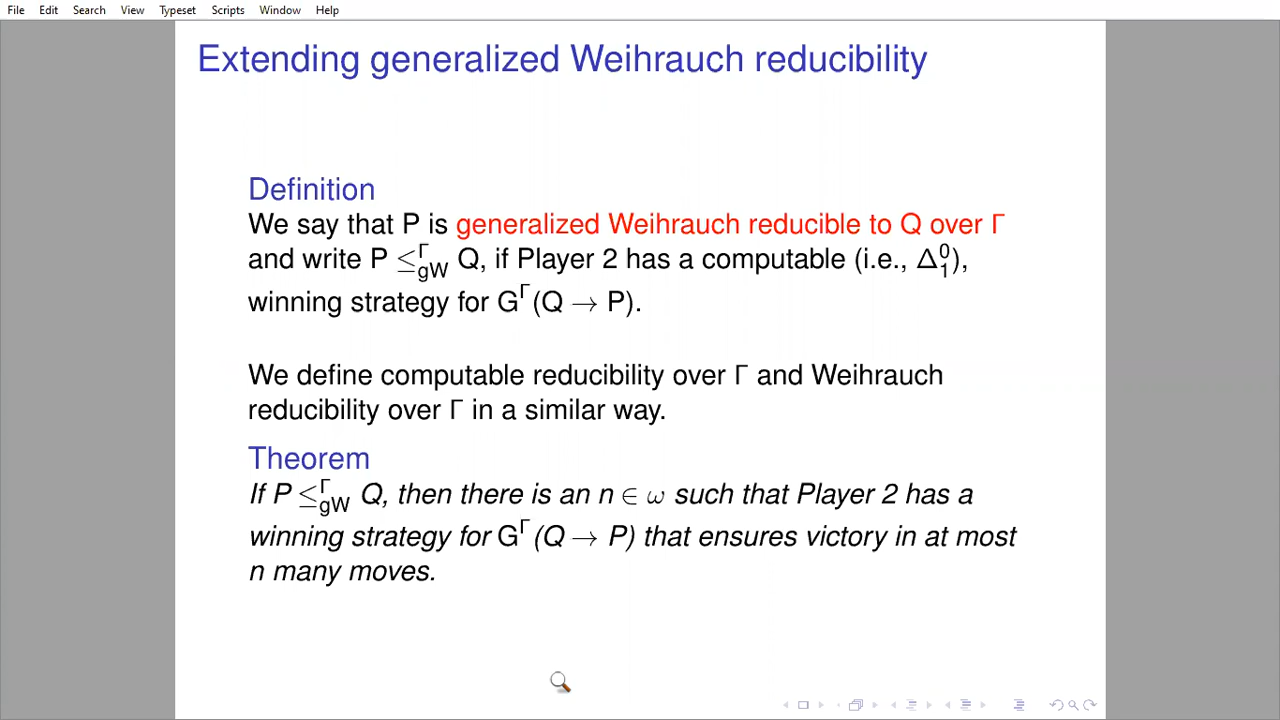 File Edit Search View Typeset Scripts Window Help
Extending generalized Weihrauch reducibility
Definition
We say that P is generalized Weihrauch reducible to Q over Γ
and write P ≤^Γ_gW Q, if Player 2 has a computable (i.e., Δ^0_1),
winning strategy for G^Γ(Q → P).
We define computable reducibility over Γ and Weihrauch
reducibility over Γ in a similar way.
Theorem
If P ≤^Γ_gW Q, then there is an n ∈ ω such that Player 2 has a
winning strategy for G^Γ(Q → P) that ensures victory in at most
n many moves.